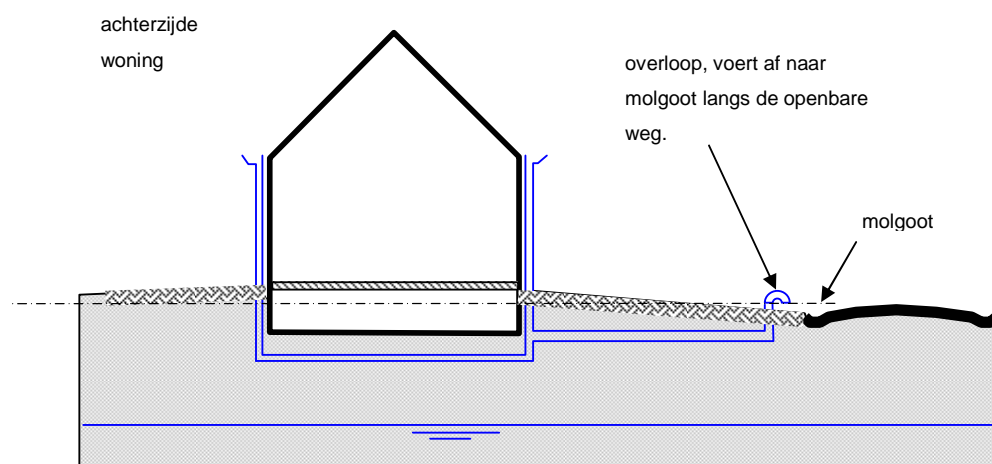 achterzijde
woning
overloop, voert af naar
molgoot langs de openbare
weg.
molgoot